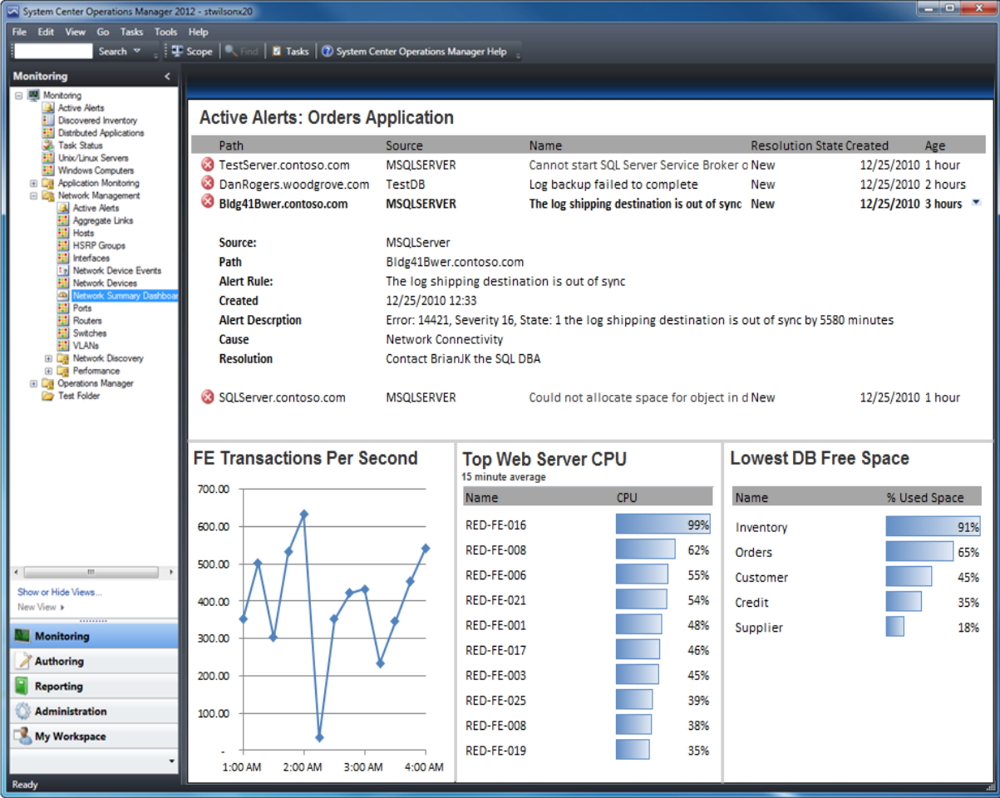 System Center Operations Manager 2012 - stwilsonx20
File Edit View Go Tasks Tools Help
Search Scope Find Tasks System Center Operations Manager Help
Monitoring
Monitoring
Active Alerts
Discovered Inventory
Distributed Applications
Task Status
Unix/Linux Servers
Windows Computers
Application Monitoring
Network Management
Active Alerts
Aggregate Links
Hosts
HSRP Groups
Interfaces
Network Device Events
Network Devices
Network Summary Dashboar
Ports
Routers
Switches
VLANs
Network Discovery
Performance
Operations Manager
Test Folder
Show or Hide Views...
New View
Monitoring
Authoring
Reporting
Administration
My Workspace
Ready
Active Alerts: Orders Application
Path Source Name Resolution State Created Age
TestServer.contoso.com MSQLSERVER Cannot start SQL Server Service Broker o New 12/25/2010 1 hour
DanRogers.woodgrove.com TestDB Log backup failed to complete New 12/25/2010 2 hours
Bldg41Bwer.contoso.com MSQLSERVER The log shipping destination is out of sync New 12/25/2010 3 hours
Source: MSQLServer
Path Bldg41Bwer.contoso.com
Alert Rule: The log shipping destination is out of sync
Created 12/25/2010 12:33
Alert Descrption Error: 14421, Severity 16, State: 1 the log shipping destination is out of sync by 5580 minutes
Cause Network Connectivity
Resolution Contact BrianJK the SQL DBA
SQLServer.contoso.com MSQLSERVER Could not allocate space for object in d New 12/25/2010 1 hour
FE Transactions Per Second
700.00
600.00
500.00
400.00
300.00
200.00
100.00
-
1:00 AM 2:00 AM 3:00 AM 4:00 AM
Top Web Server CPU
15 minute average
Name CPU
RED-FE-016 99%
RED-FE-008 62%
RED-FE-006 55%
RED-FE-021 54%
RED-FE-001 48%
RED-FE-017 46%
RED-FE-003 45%
RED-FE-025 39%
RED-FE-008 38%
RED-FE-019 35%
Lowest DB Free Space
Name % Used Space
Inventory 91%
Orders 65%
Customer 45%
Credit 35%
Supplier 18%